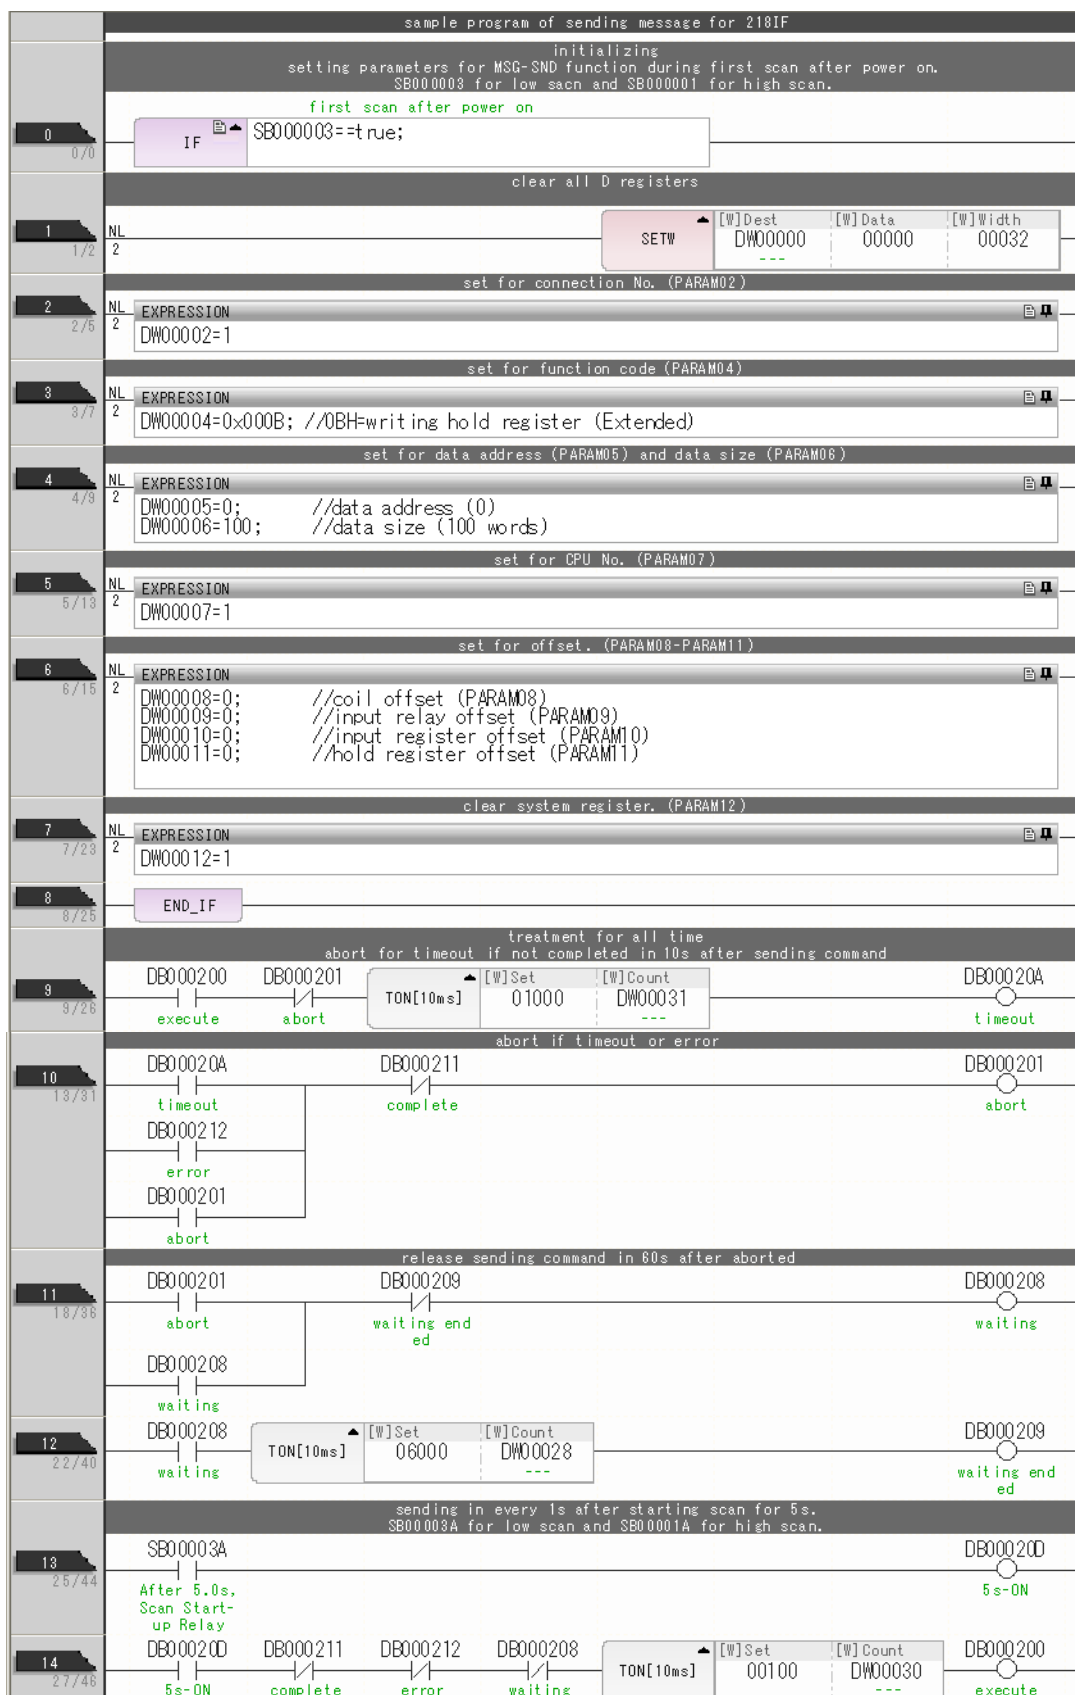 sample program of sending message for 218IF
initializing
setting parameters for MSG-SND function during first scan after power on.
SB000003 for low sacn and SB000001 for high scan.
first scan after power on
0
0/0
IF
SB000003==true;
clear all D registers
1
1/2
NL
2
SETW
[W]Dest [W]Data [W]Width
DW00000 00000 00032
---
set for connection No. (PARAM02)
2
2/5
NL
2
EXPRESSION
DW00002=1
set for function code (PARAM04)
3
3/7
NL
2
EXPRESSION
DW00004=0x000B; //0BH=writing hold register (Extended)
set for data address (PARAM05) and data size (PARAM06)
4
4/9
NL
2
EXPRESSION
DW00005=0; //data address (0)
DW00006=100; //data size (100 words)
set for CPU No. (PARAM07)
5
5/13
NL
2
EXPRESSION
DW00007=1
set for offset. (PARAM08-PARAM11)
6
6/15
NL
2
EXPRESSION
DW00008=0; //coil offset (PARAM08)
DW00009=0; //input relay offset (PARAM09)
DW00010=0; //input register offset (PARAM10)
DW00011=0; //hold register offset (PARAM11)
clear system register. (PARAM12)
7
7/23
NL
2
EXPRESSION
DW00012=1
8
8/25
END_IF
treatment for all time
abort for timeout if not completed in 10s after sending command
9
9/26
DB000200 DB000201 TON[10ms] [W]Set [W]Count DB00020A
01000 DW00031
---
execute abort timeout
abort if timeout or error
10
13/31
DB00020A DB000211 DB000201
timeout complete abort
DB000212
error
DB000201
abort
release sending command in 60s after aborted
11
18/36
DB000201 DB000209 DB000208
abort waiting end waiting
ed
DB000208
waiting
12
22/40
DB000208 TON[10ms] [W]Set [W]Count DB000209
06000 DW00028
---
waiting waiting end
ed
sending in every 1s after starting scan for 5s.
SB00003A for low scan and SB00001A for high scan.
13
25/44
SB00003A DB00020D
After 5.0s, 5s-ON
Scan Start-
up Relay
14
27/46
DB00020D DB000211 DB000212 DB000208 TON[10ms] [W]Set [W]Count DB000200
00100 DW00030
---
5s-ON complete error waiting execute